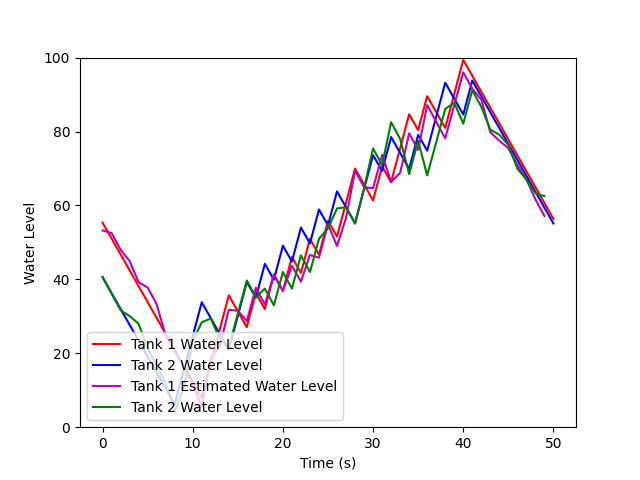 100
80
60
40
20
0
Water Level
Tank 1 Water Level
Tank 2 Water Level
Tank 1 Estimated Water Level
Tank 2 Water Level
0 10 20 30 40 50
Time (s)